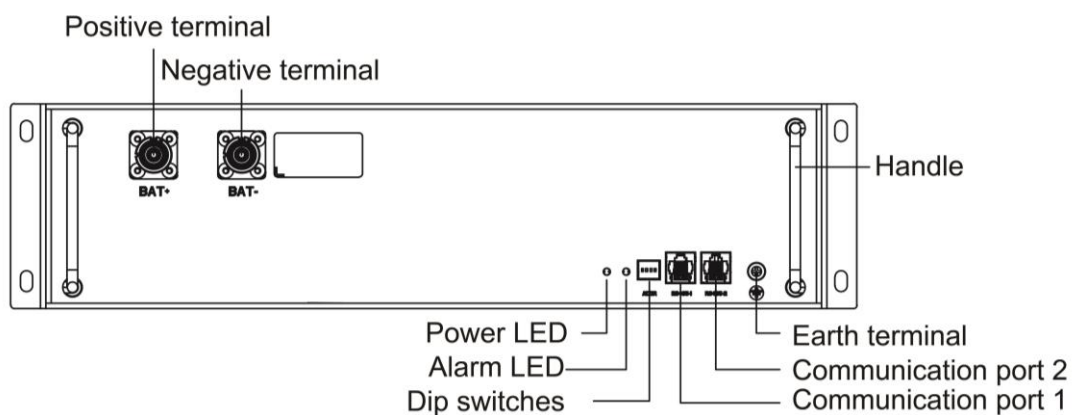 Positive terminal
Negative terminal
BAT+
BAT-
Handle
Power LED
Earth terminal
Alarm LED
Communication port 2
Dip switches
Communication port 1